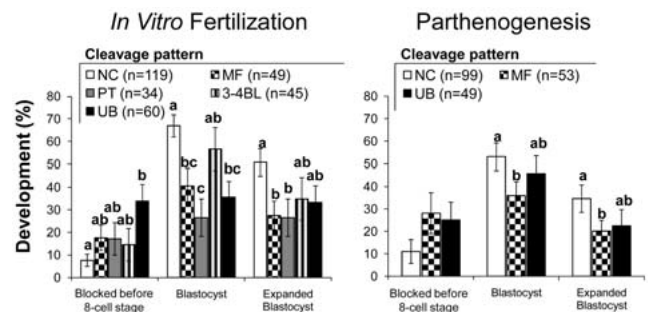 In Vitro Fertilization
Parthenogenesis
Development (%)
Cleavage pattern
NC (n=119) MF (n=49)
PT (n=34) 3-4BL (n=45)
UB (n=60)
80
70
60
50
40
30
20
10
0
a ab ab ab b
a bc c ab bc
a b b ab ab
Blocked before
8-cell stage
Blastocyst
Expanded
Blastocyst
Cleavage pattern
NC (n=99) MF (n=53)
UB (n=49)
80
70
60
50
40
30
20
10
0
a b ab
a b ab
Blocked before
8-cell stage
Blastocyst
Expanded
Blastocyst